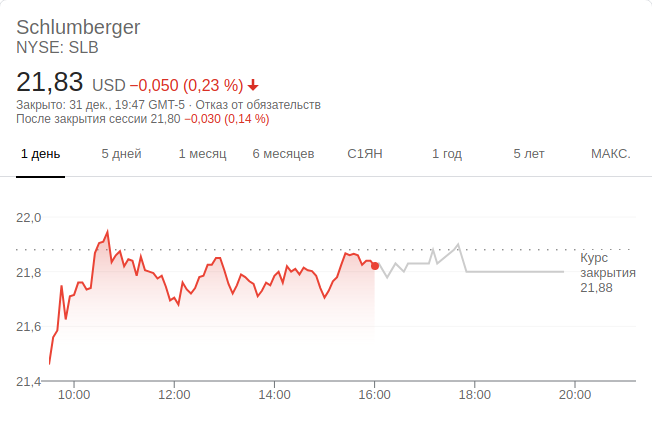 Schlumberger
NYSE: SLB
21,83 USD −0,050 (0,23 %)
Закрыто: 31 дек., 19:47 GMT-5 · Отказ от обязательств
После закрытия сессии 21,80 −0,030 (0,14 %)
1 день 5 дней 1 месяц 6 месяцев С1ЯН 1 год 5 лет МАКС.
22,0
21,8
21,6
21,4
Курс
закрытия
21,88
10:00 12:00 14:00 16:00 18:00 20:00